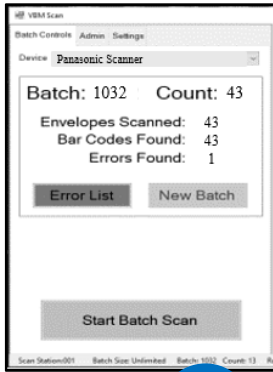 VBM Scan
Batch Controls Admin Settings
Device Panasonic Scanner
Batch: 1032 Count: 43
Envelopes Scanned: 43
Bar Codes Found: 43
Errors Found: 1
Error List New Batch
Start Batch Scan
Scan Station:001 Batch Size: Unlimited Batch: 1032 Count: 13